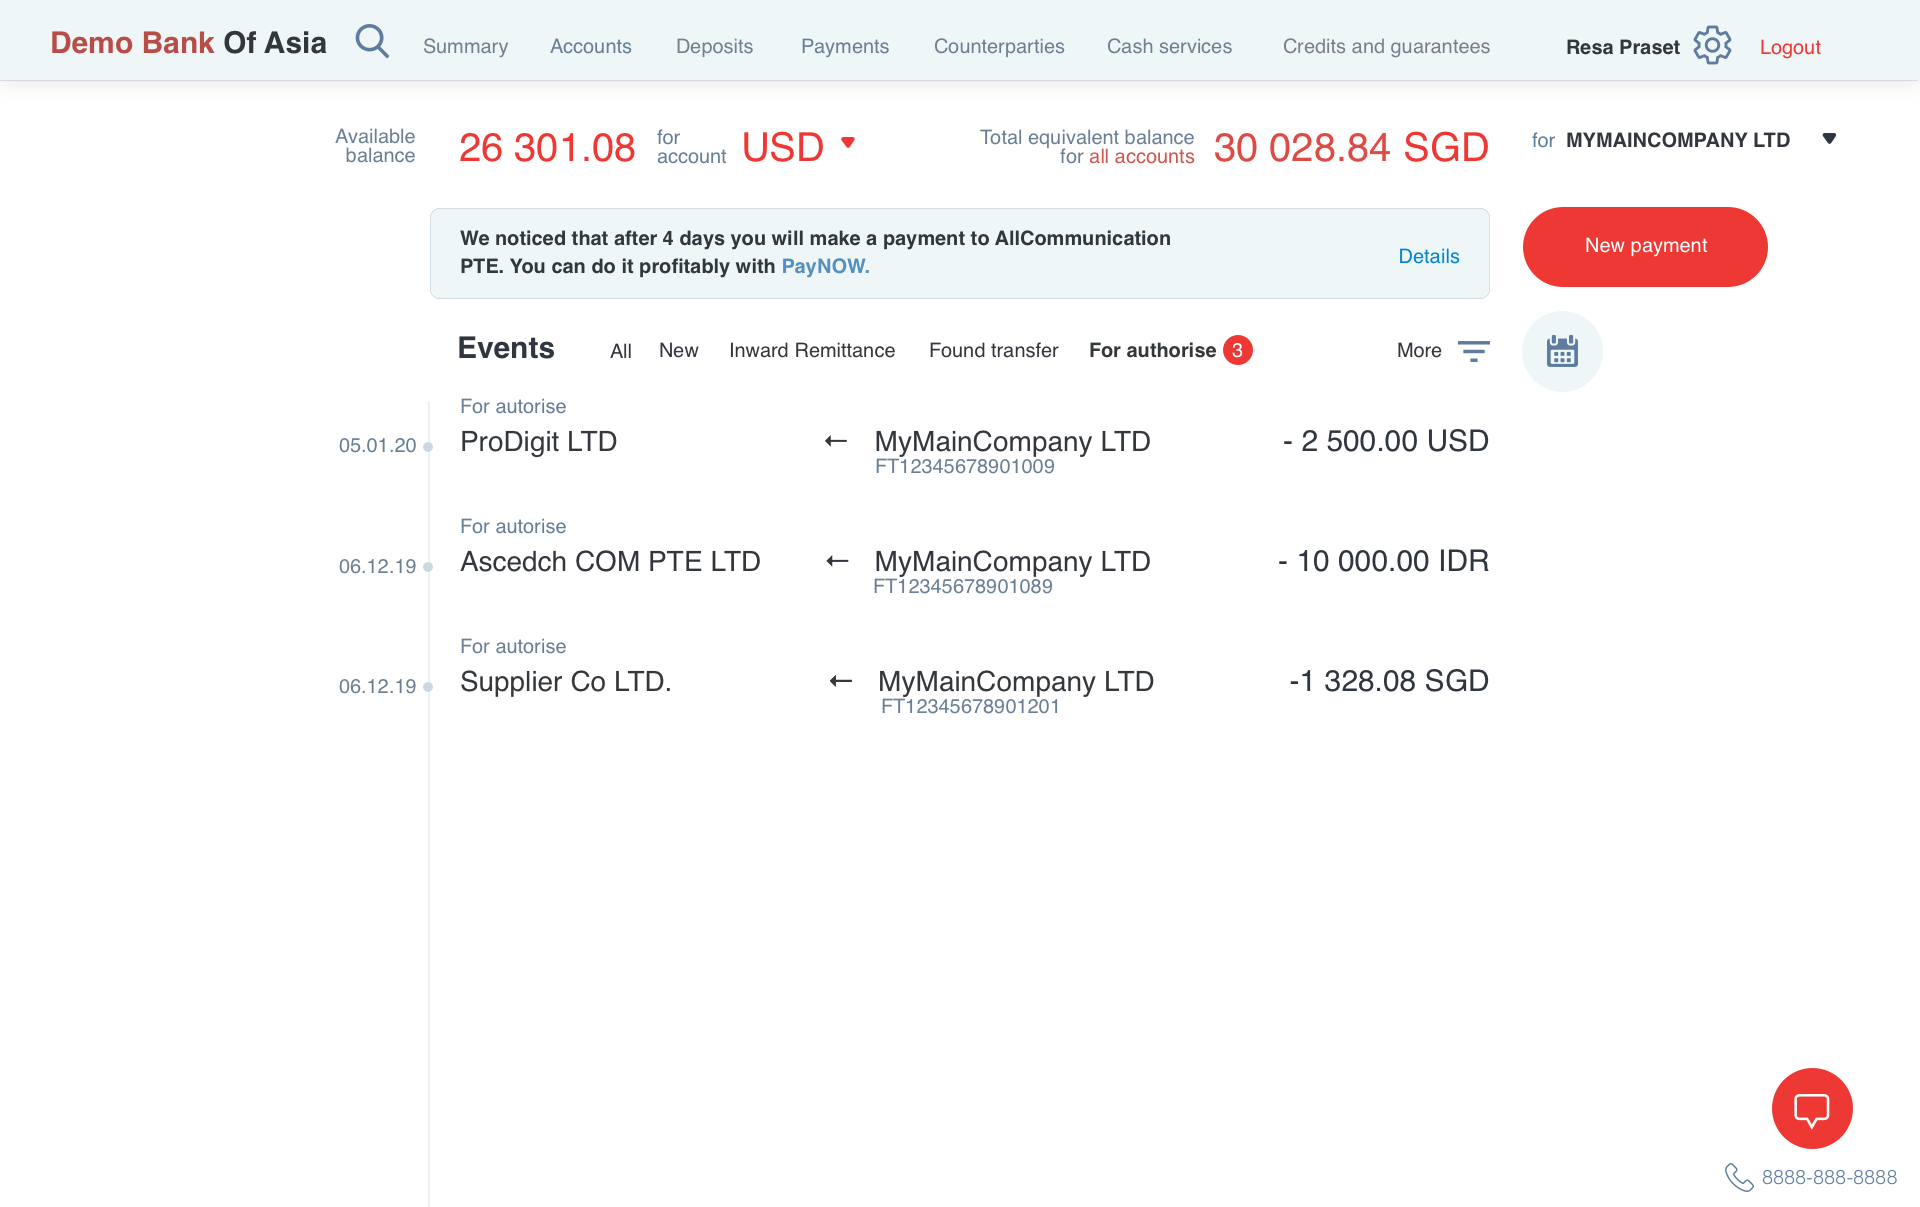 Demo Bank Of Asia
Summary
Accounts
Deposits
Payments
Counterparties
Cash services
Credits and guarantees
Resa Praset
Logout
Available
balance
26 301.08
for
account
USD
Total equivalent balance
for all accounts
30 028.84 SGD
for MYMAINCOMPANY LTD
We noticed that after 4 days you will make a payment to AllCommunication
PTE. You can do it profitably with PayNOW.
Details
New payment
Events
All
New
Inward Remittance
Found transfer
For authorise 3
More
For autorise
05.01.20
ProDigit LTD
MyMainCompany LTD
- 2 500.00 USD
FT12345678901009
For autorise
06.12.19
Ascedch COM PTE LTD
MyMainCompany LTD
- 10 000.00 IDR
FT12345678901089
For autorise
06.12.19
Supplier Co LTD.
MyMainCompany LTD
-1 328.08 SGD
FT12345678901201
8888-888-8888